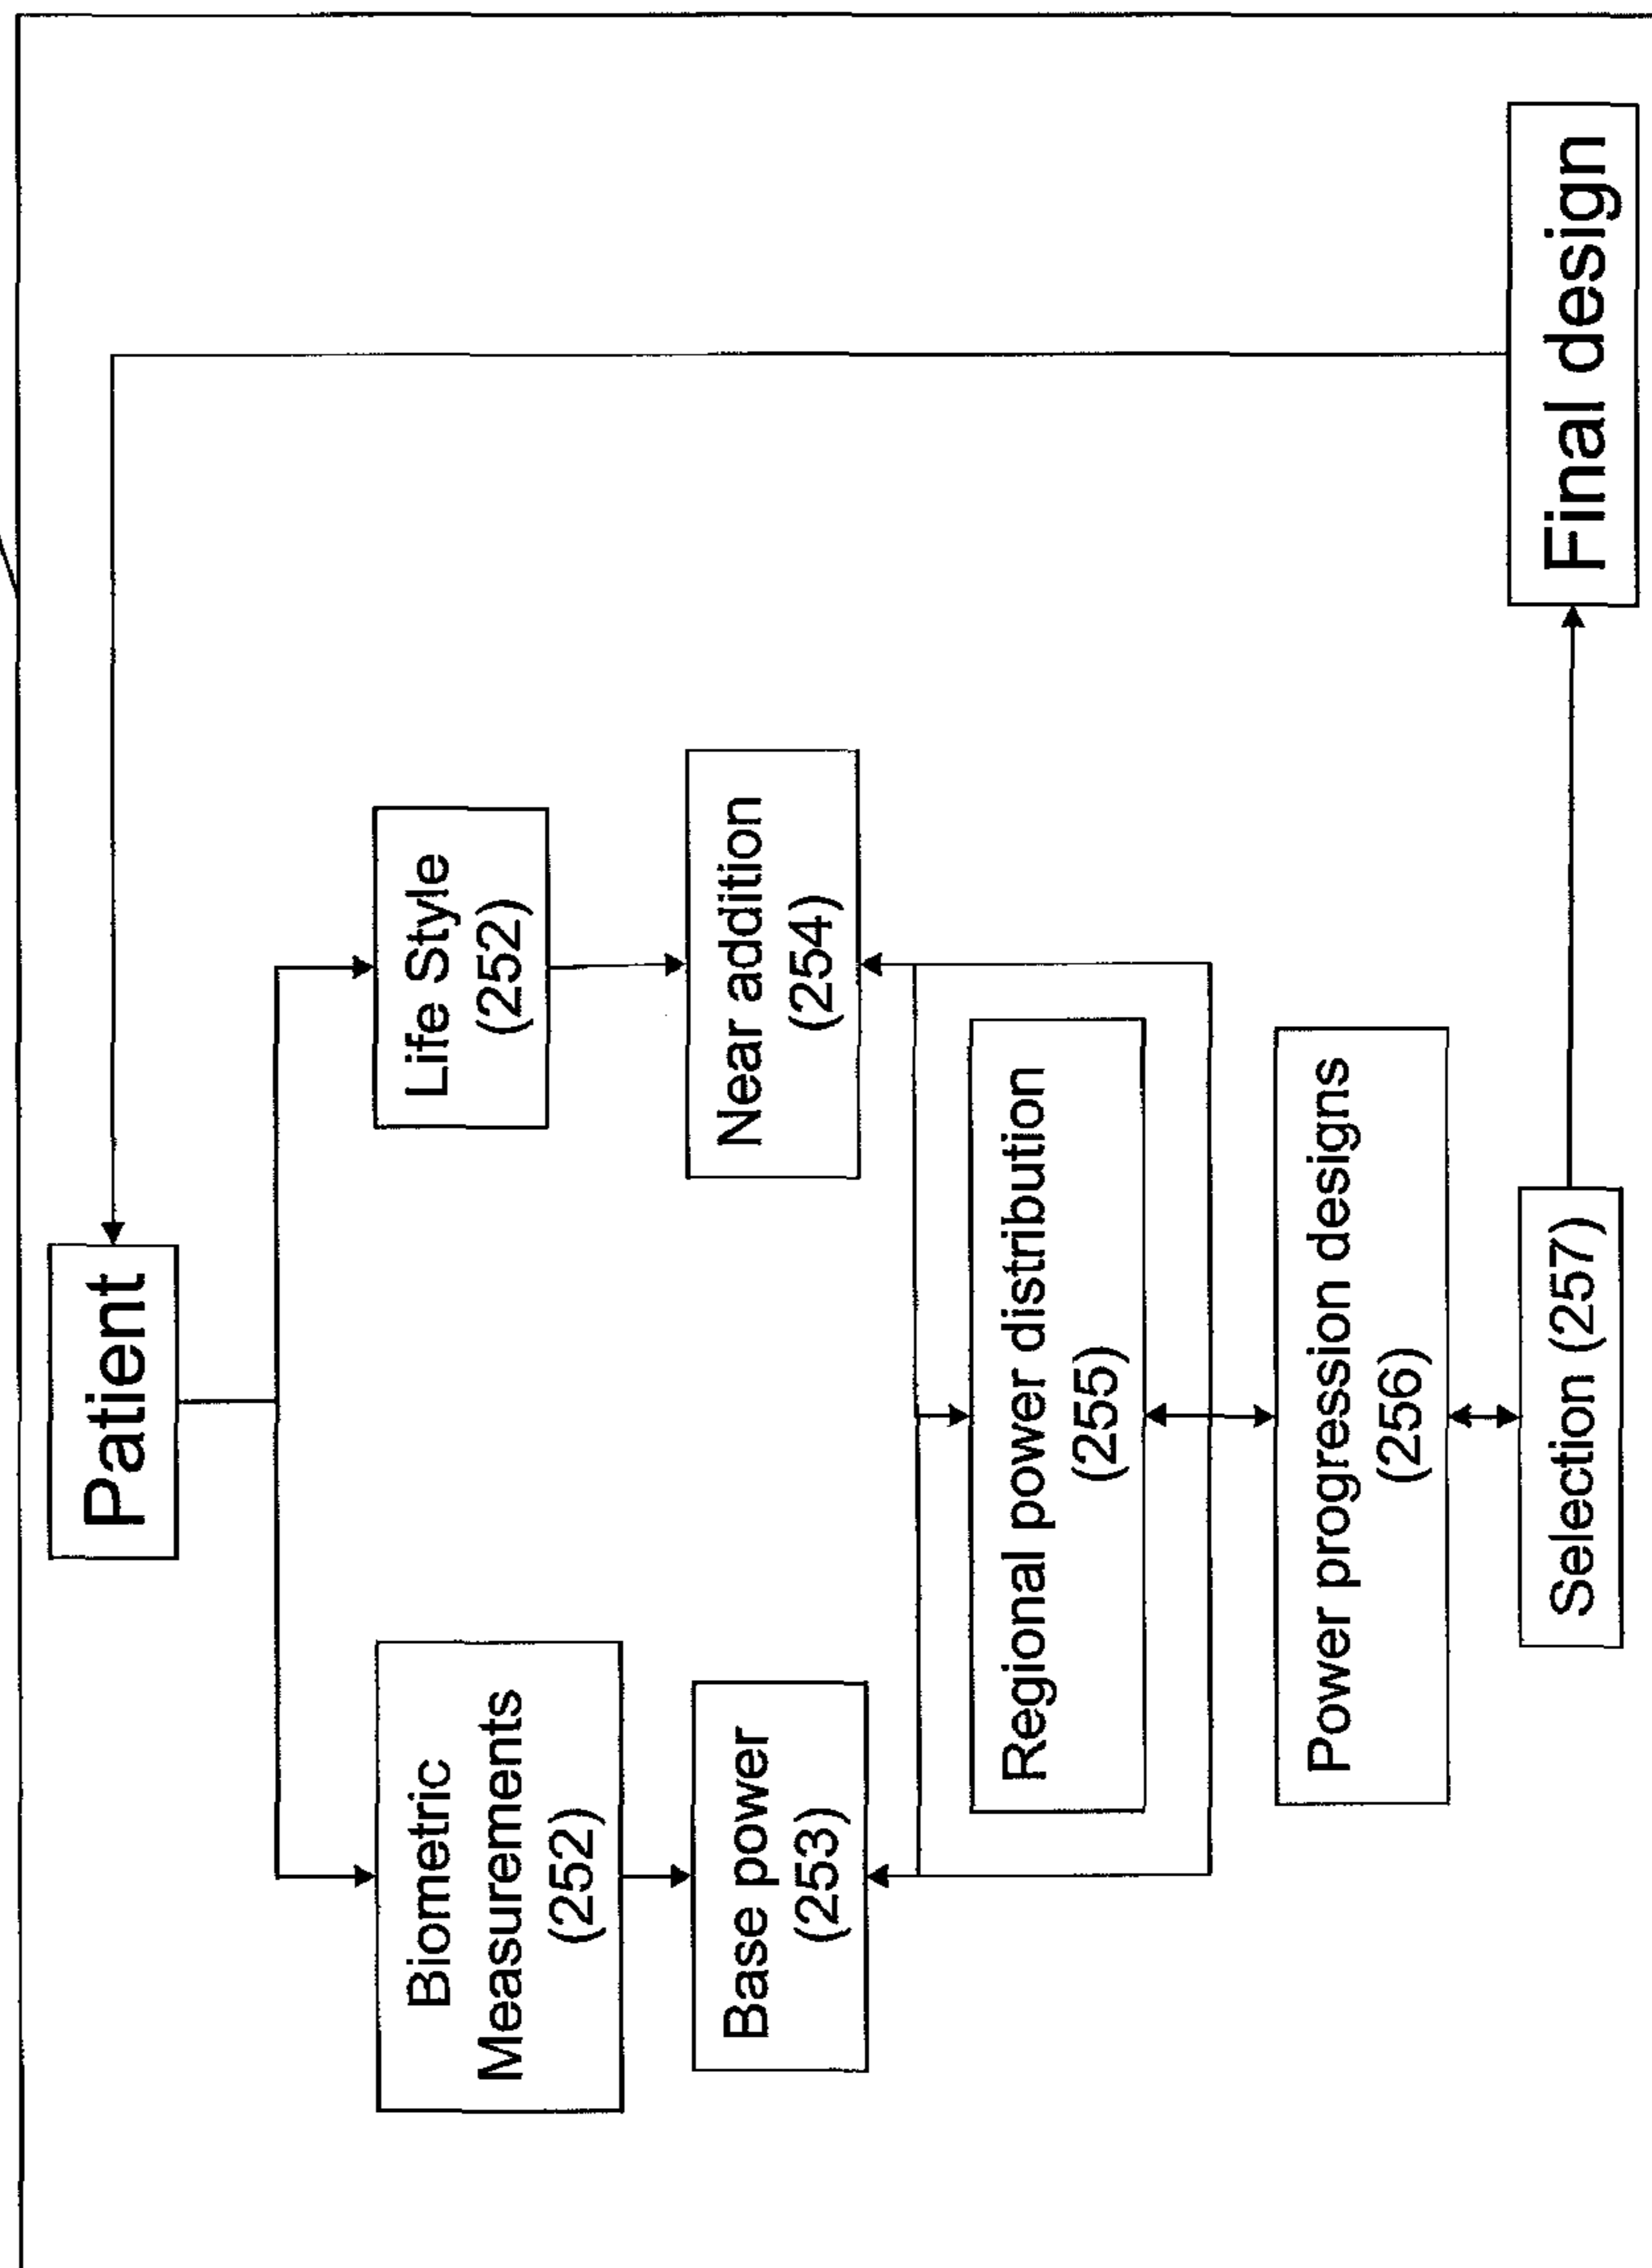 Patient
Biometric
Measurements
(252)
Life Style
(252)
Base power
(253)
Near addition
(254)
Regional power distribution
(255)
Power progression designs
(256)
Selection (257)
Final design